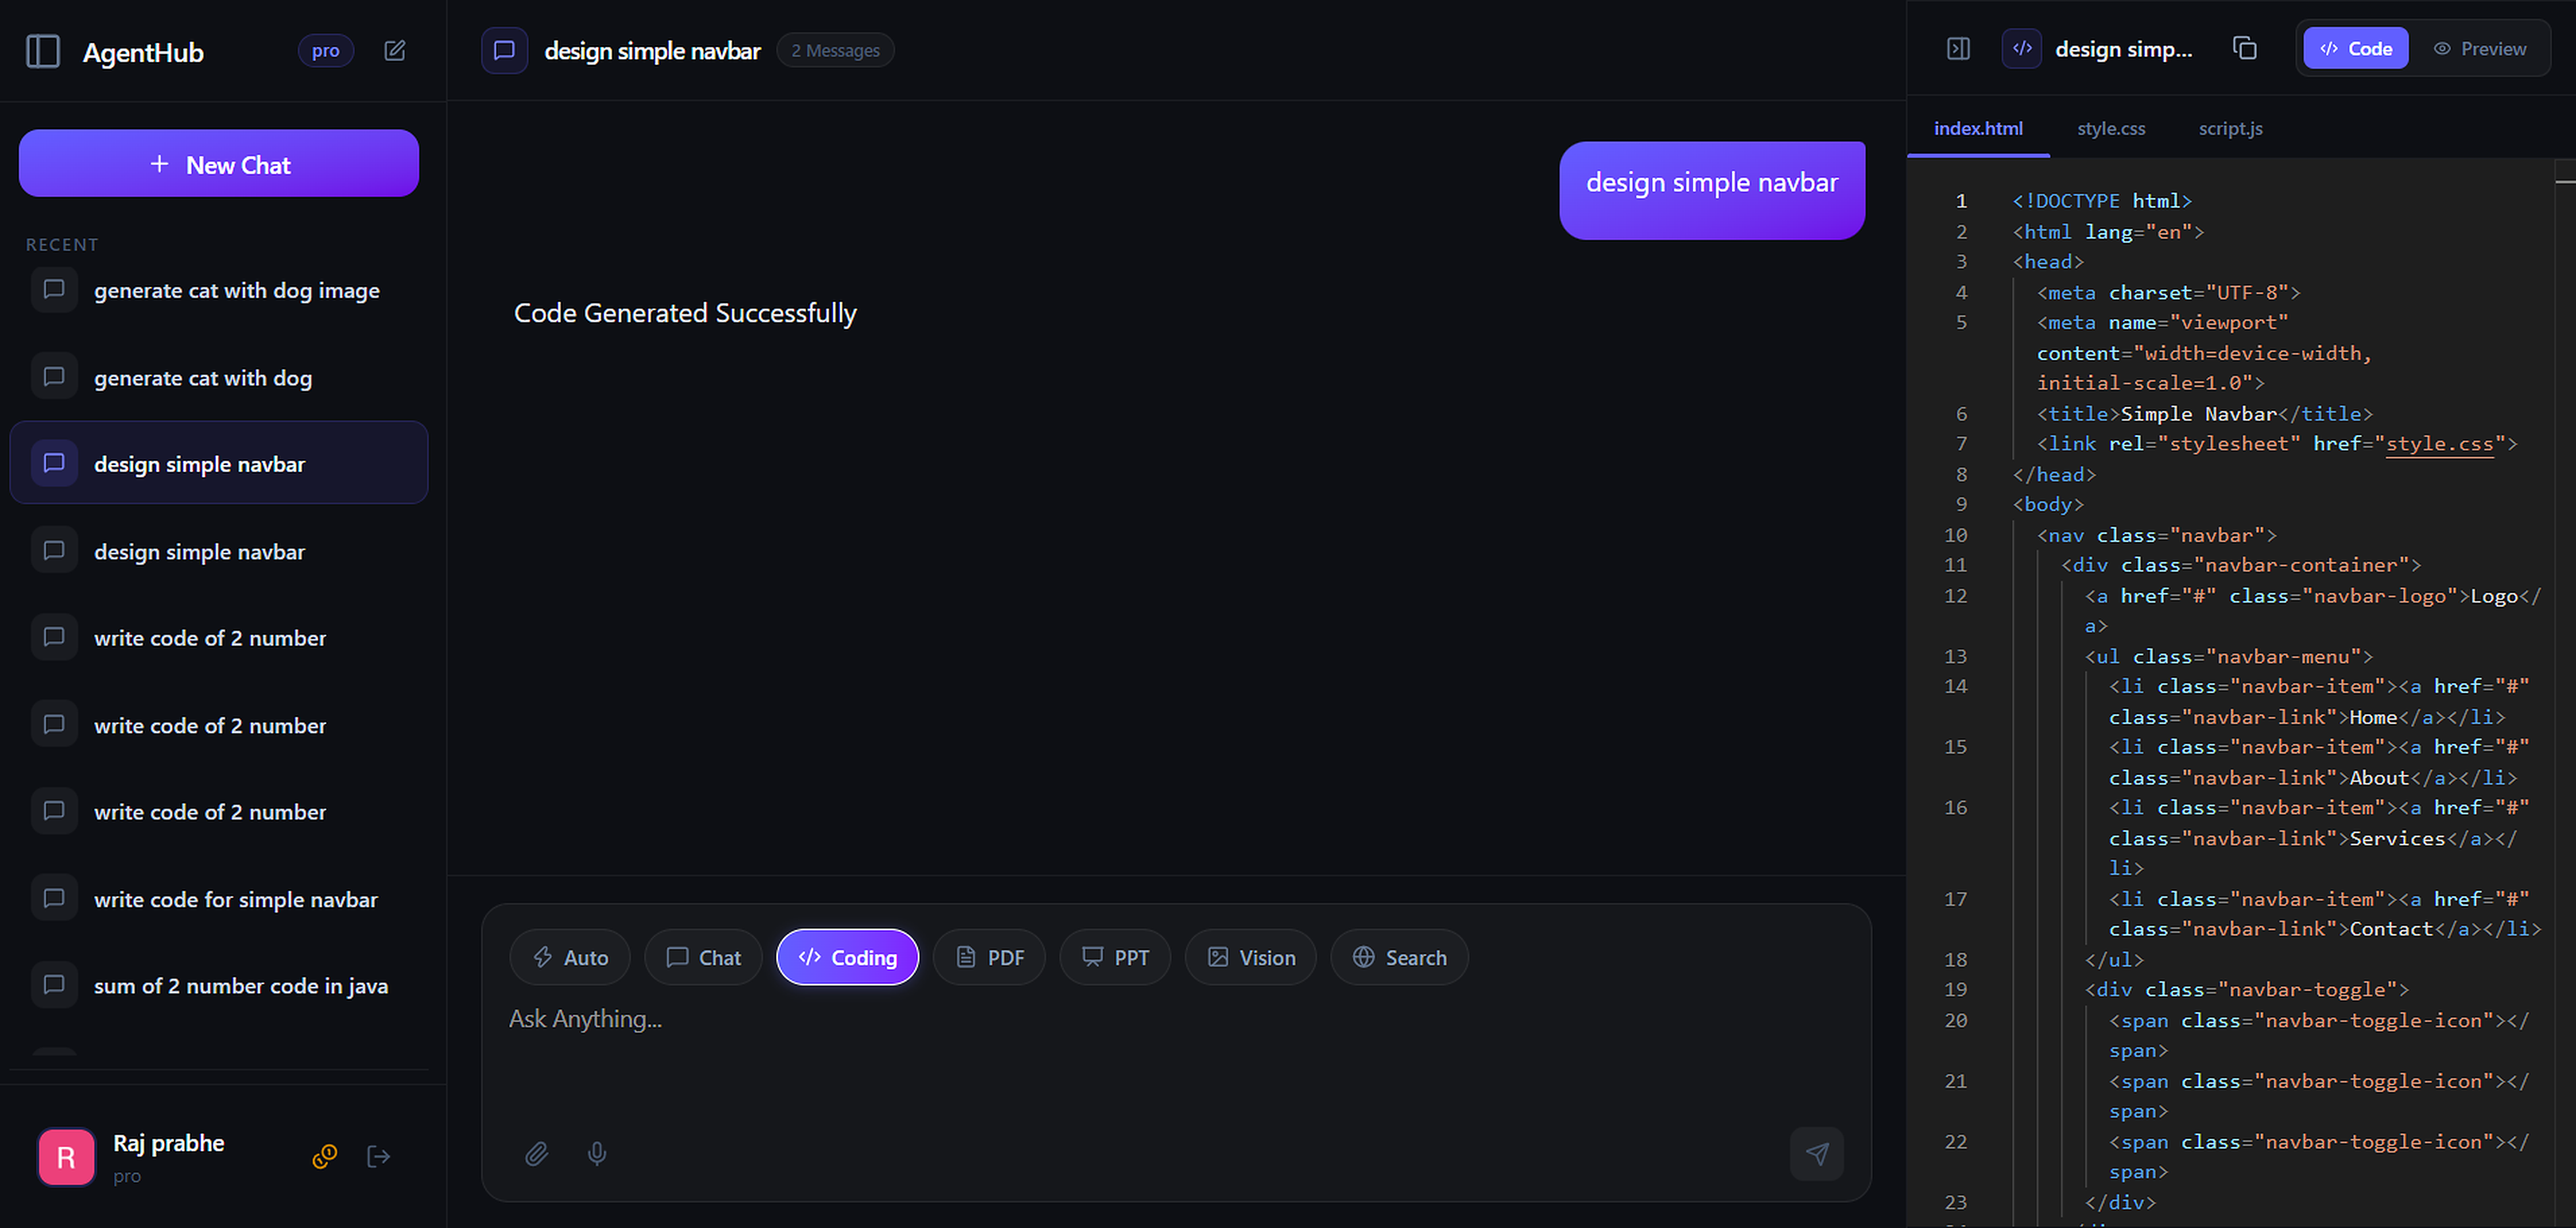 AgentHub
pro
New Chat
RECENT
generate cat with dog image
generate cat with dog
design simple navbar
design simple navbar
write code of 2 number
write code of 2 number
write code of 2 number
write code for simple navbar
sum of 2 number code in java
R
Raj prabhe
pro
design simple navbar
2 Messages
design simple navbar
Code Generated Successfully
Auto
Chat
</> Coding
PDF
PPT
Vision
Search
Ask Anything...
</> design simp...
</> Code
Preview
index.html
style.css
script.js
1 <!DOCTYPE html>
2 <html lang="en">
3 <head>
4 <meta charset="UTF-8">
5 <meta name="viewport"
content="width=device-width,
initial-scale=1.0">
6 <title>Simple Navbar</title>
7 <link rel="stylesheet" href="style.css">
8 </head>
9 <body>
10 <nav class="navbar">
11 <div class="navbar-container">
12 <a href="#" class="navbar-logo">Logo</
a>
13 <ul class="navbar-menu">
14 <li class="navbar-item"><a href="#"
class="navbar-link">Home</a></li>
15 <li class="navbar-item"><a href="#"
class="navbar-link">About</a></li>
16 <li class="navbar-item"><a href="#"
class="navbar-link">Services</a></
li>
17 <li class="navbar-item"><a href="#"
class="navbar-link">Contact</a></li>
18 </ul>
19 <div class="navbar-toggle">
20 <span class="navbar-toggle-icon"></
span>
21 <span class="navbar-toggle-icon"></
span>
22 <span class="navbar-toggle-icon"></
span>
23 </div>